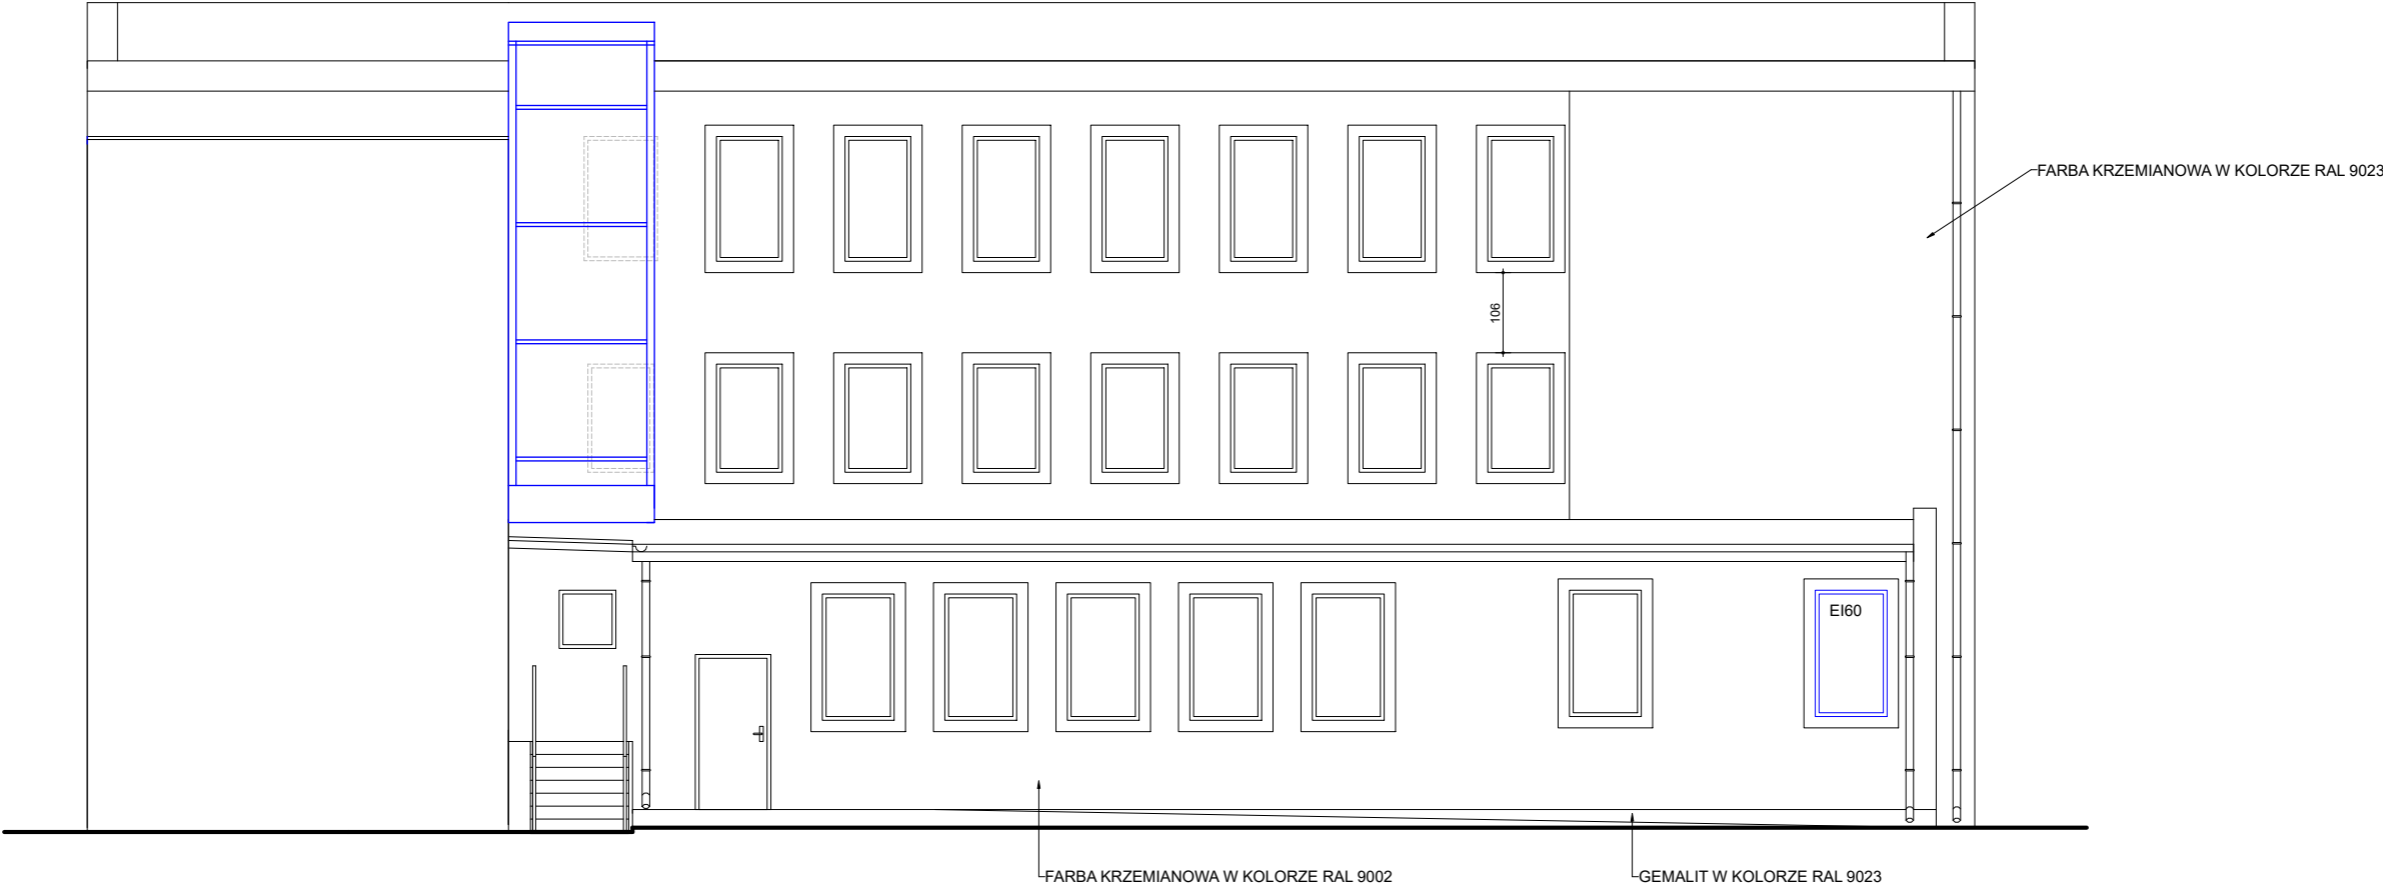 FARBA KRZEMIANOWA W KOLORZE RAL 9023
106
EI60
FARBA KRZEMIANOWA W KOLORZE RAL 9002
GEMALIT W KOLORZE RAL 9023